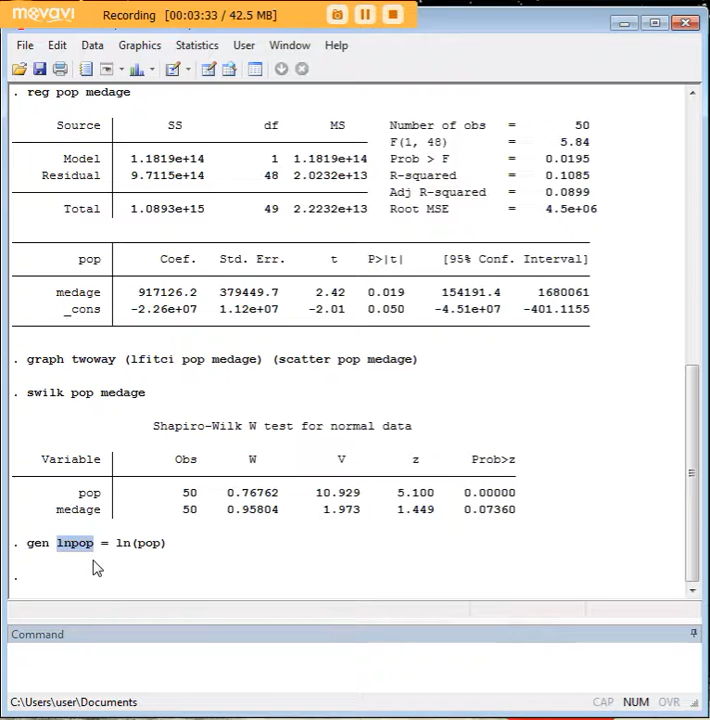 movavi Recording [00:03:33 / 42.5 MB]
File Edit Data Graphics Statistics User Window Help
. reg pop medage
Source SS df MS Number of obs = 50
F(1, 48) = 5.84
Model 1.1819e+14 1 1.1819e+14 Prob > F = 0.0195
Residual 9.7115e+14 48 2.0232e+13 R-squared = 0.1085
Adj R-squared = 0.0899
Total 1.0893e+15 49 2.2232e+13 Root MSE = 4.5e+06
pop Coef. Std. Err. t P>|t| [95% Conf. Interval]
medage 917126.2 379449.7 2.42 0.019 154191.4 1680061
_cons -2.26e+07 1.12e+07 -2.01 0.050 -4.51e+07 -401.1155
. graph twoway (lfitci pop medage) (scatter pop medage)
. swilk pop medage
Shapiro-Wilk W test for normal data
Variable Obs W V z Prob>z
pop 50 0.76762 10.929 5.100 0.00000
medage 50 0.95804 1.973 1.449 0.07360
. gen lnpop = ln(pop)
.
Command
C:\Users\user\Documents CAP NUM OVR